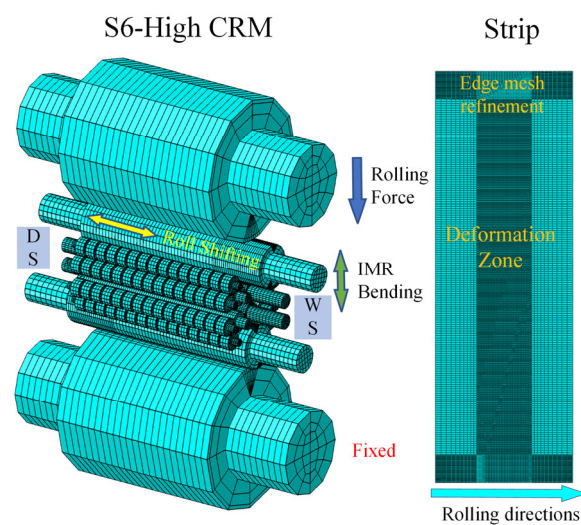 S6-High CRM
Strip
Edge mesh
refinement
Rolling
Force
Roll Shifting
D
S
Deformation
Zone
IMR
Bending
W
S
Fixed
Rolling directions